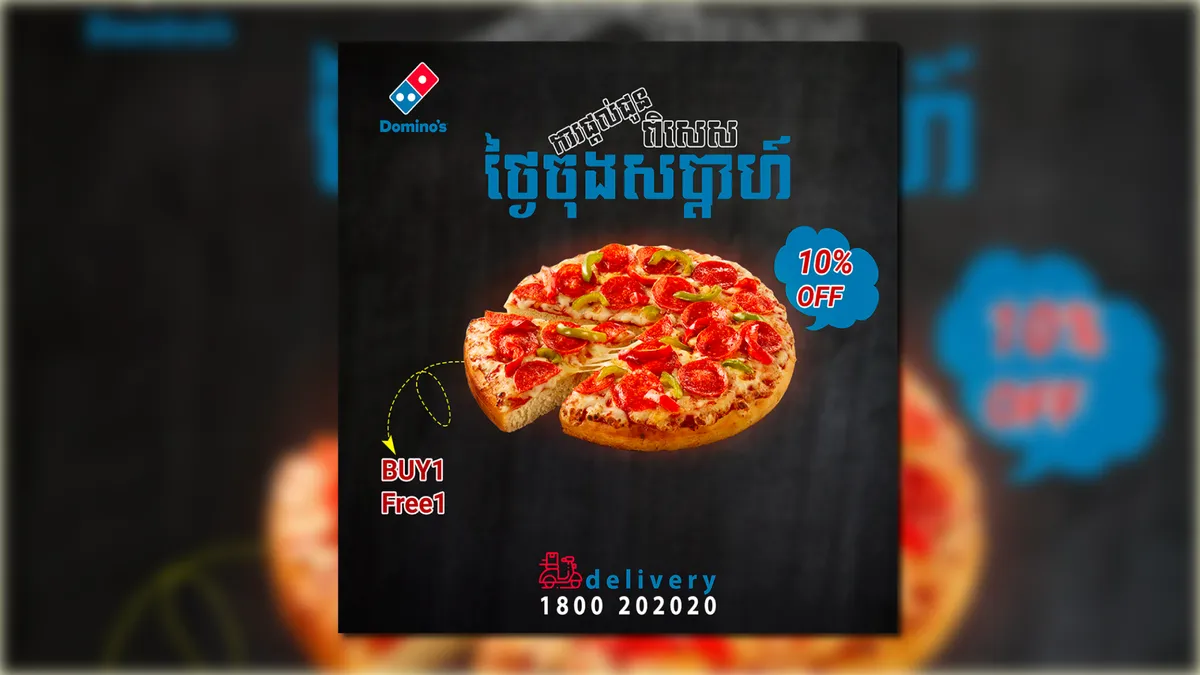 Domino's
ការផ្តល់ជូន
ពិសេស
ថ្ងៃចុងសប្តាហ៍
10%
OFF
BUY1
Free1
delivery
1800 202020